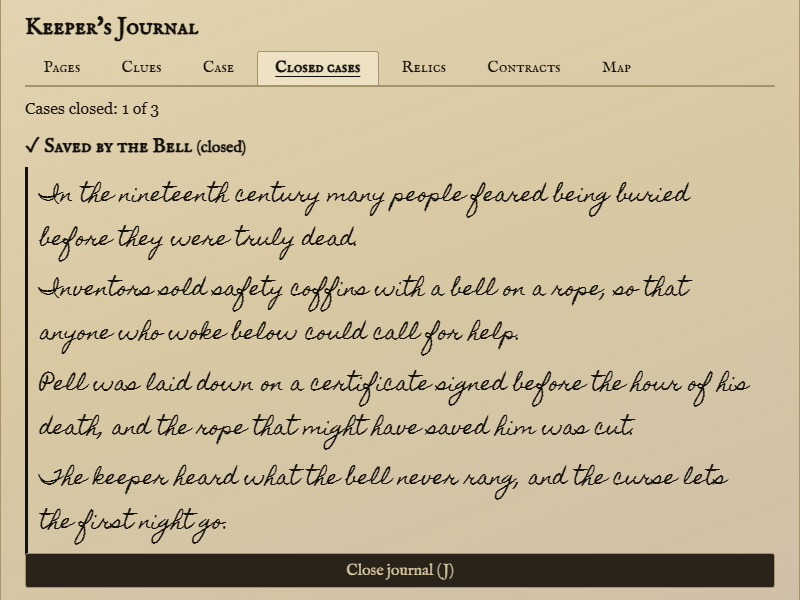 Keeper's Journal
Pages Clues Case Closed cases Relics Contracts Map
Cases closed: 1 of 3
✓ Saved by the Bell (closed)
In the nineteenth century many people feared being buried
before they were truly dead.
Inventors sold safety coffins with a bell on a rope, so that
anyone who woke below could call for help.
Pell was laid down on a certificate signed before the hour of his
death, and the rope that might have saved him was cut.
The keeper heard what the bell never rang, and the curse lets
the first night go.
Close journal (J)